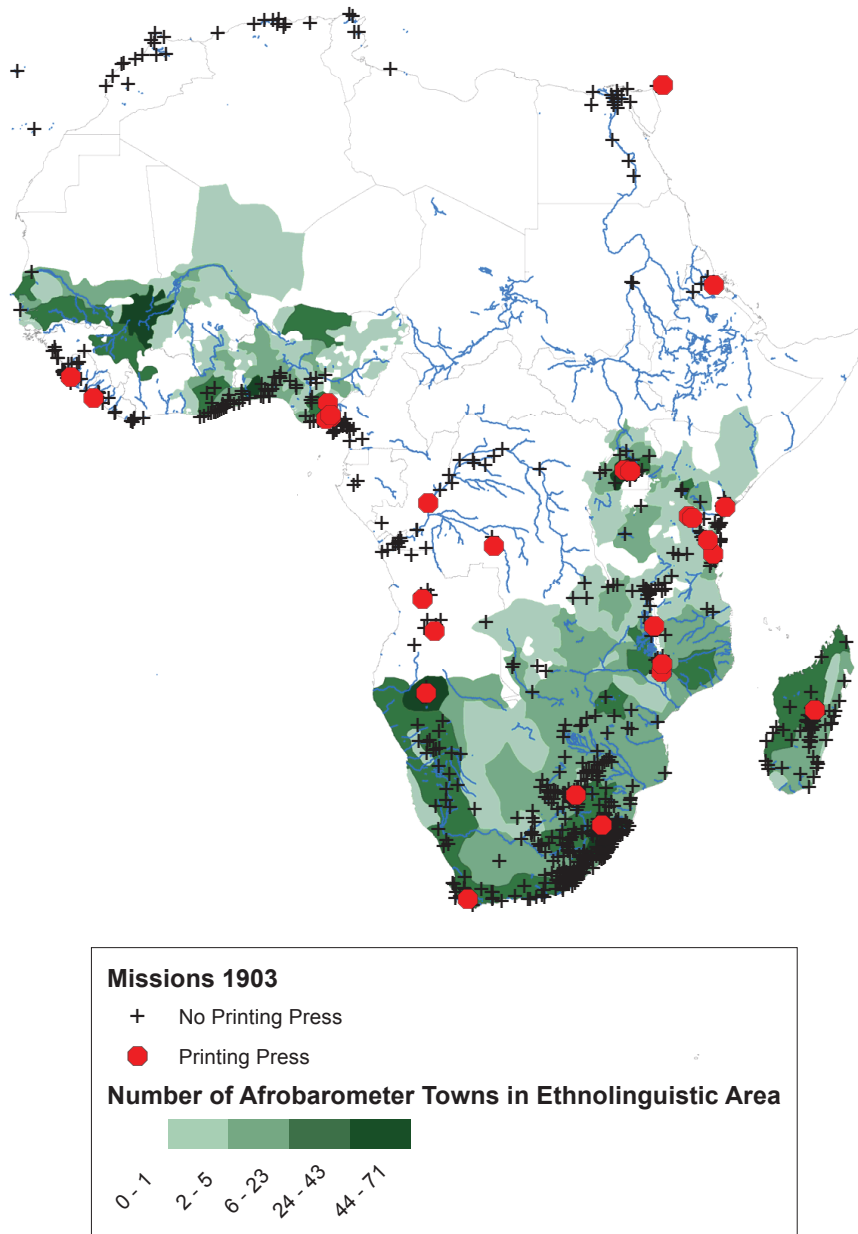 Missions 1903
No Printing Press
Printing Press
Number of Afrobarometer Towns in Ethnolinguistic Area
0 - 1
2 - 5
6 - 23
24 - 43
44 - 71